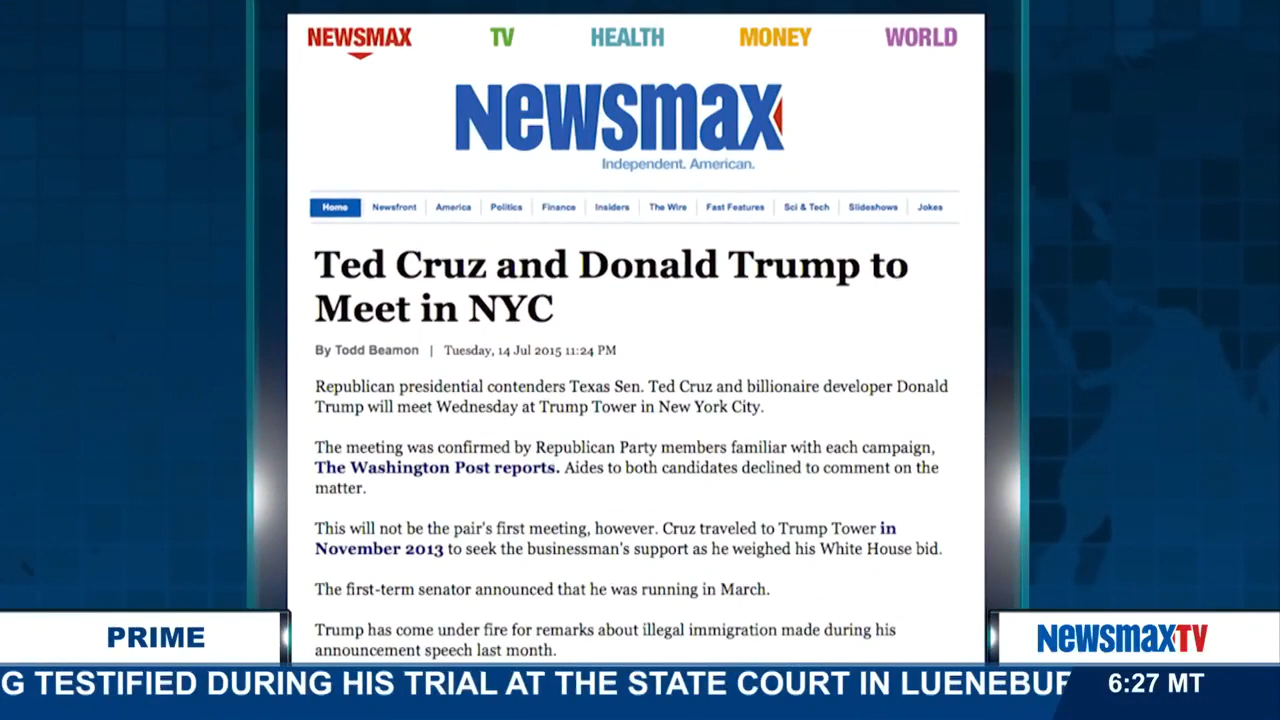 NEWSMAX TV HEALTH MONEY WORLD
Newsmax
Independent. American.
Home Newsfront America Politics Finance Insiders The Wire Fast Features Sci & Tech Slideshows Jokes
Ted Cruz and Donald Trump to
Meet in NYC
By Todd Beamon | Tuesday, 14 Jul 2015 11:24 PM
Republican presidential contenders Texas Sen. Ted Cruz and billionaire developer Donald
Trump will meet Wednesday at Trump Tower in New York City.
The meeting was confirmed by Republican Party members familiar with each campaign,
The Washington Post reports. Aides to both candidates declined to comment on the
matter.
This will not be the pair's first meeting, however. Cruz traveled to Trump Tower in
November 2013 to seek the businessman's support as he weighed his White House bid.
The first-term senator announced that he was running in March.
Trump has come under fire for remarks about illegal immigration made during his
announcement speech last month.
PRIME
NEWSMAXTV
G TESTIFIED DURING HIS TRIAL AT THE STATE COURT IN LUENEBUR
6:27 MT